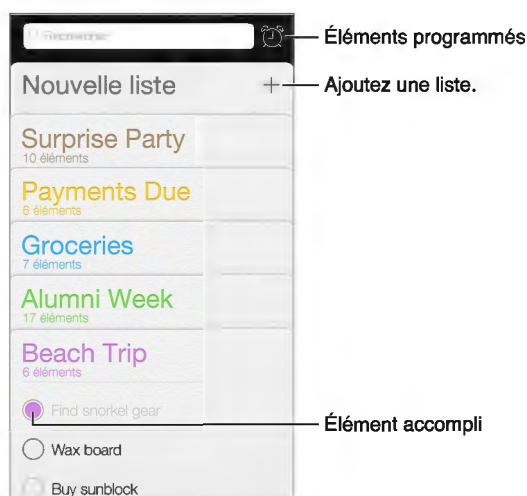 Éléments programmés
Nouvelle liste
Ajoutez une liste.
Surprise Party
10 éléments
Payments Due
6 éléments
Groceries
7 éléments
Alumni Week
17 éléments
Beach Trip
6 éléments
Find snorkel gear
Élément accompli
Wax board
Buy sunblock